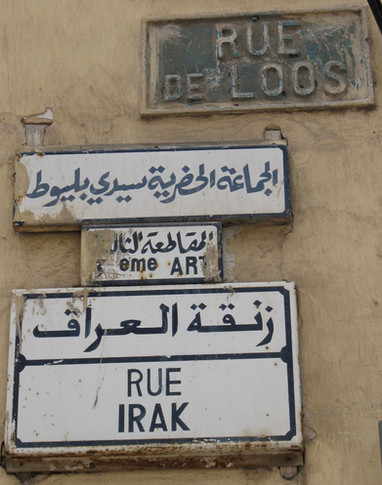 RUE
DE LOOS
الجماعة الحضرية سيدي بليوط
المقاطعة
eme ART
زنقة العراق
RUE
IRAK